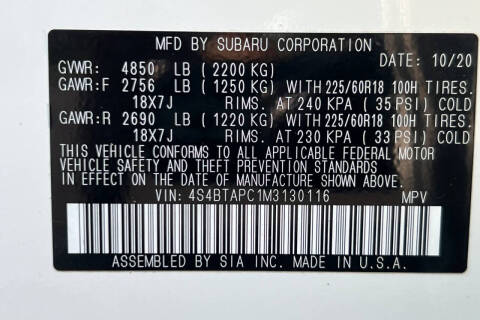 MFD BY SUBARU CORPORATION
DATE: 10/20
GVWR: 4850 LB (2200 KG)
GAWR:F 2756 LB (1250 KG) WITH 225/60R18 100H TIRES.
18X7J RIMS. AT 240 KPA (35 PSI) COLD
GAWR:R 2690 LB (1220 KG) WITH 225/60R18 100H TIRES.
18X7J RIMS. AT 230 KPA (33 PSI) COLD
THIS VEHICLE CONFORMS TO ALL APPLICABLE FEDERAL MOTOR
VEHICLE SAFETY AND THEFT PREVENTION STANDARDS
IN EFFECT ON THE DATE OF MANUFACTURE SHOWN ABOVE.
VIN: 4S4BTAPC1M3130116 MPV
ASSEMBLED BY SIA INC. MADE IN U.S.A.